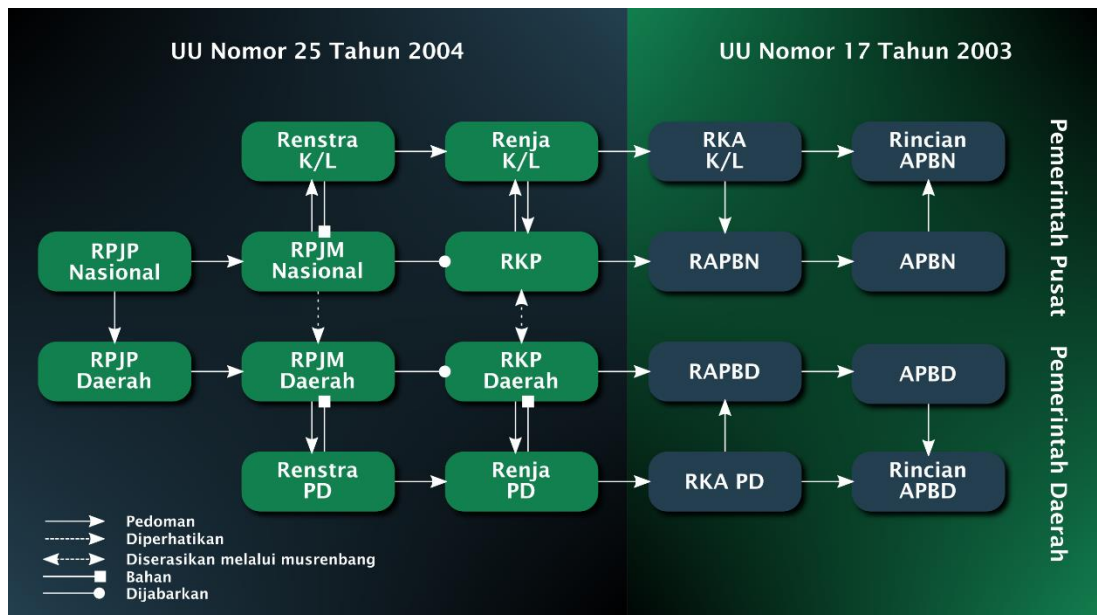 UU Nomor 25 Tahun 2004
UU Nomor 17 Tahun 2003
Renstra
K/L
Renja
K/L
RKA
K/L
Rincian
APBN
RPJP
Nasional
RPJM
Nasional
RKP
RAPBN
APBN
Pemerintah Pusat
RPJP
Daerah
RPJM
Daerah
RKP
Daerah
RAPBD
APBD
Renstra
PD
Renja
PD
RKA PD
Rincian
APBD
Pemerintah Daerah
Pedoman
Diperhatikan
Diserasikan melalui musrenbang
Bahan
Dijabarkan